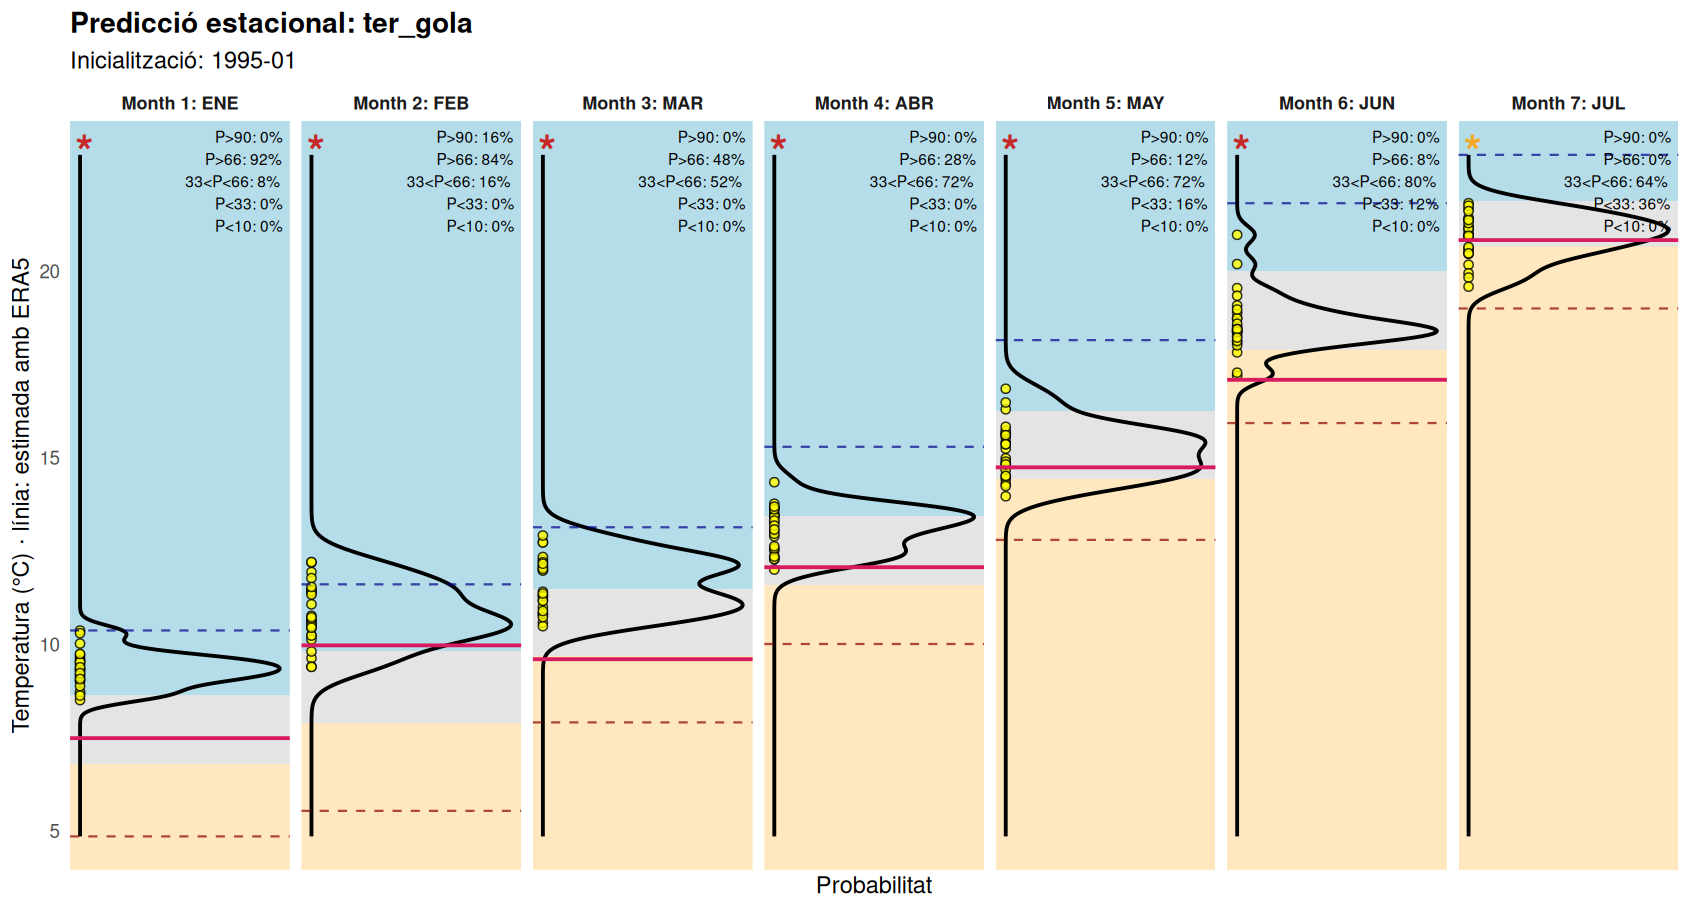 Predicció estacional: ter_gola
Inicialització: 1995-01
Month 1: ENE
Month 2: FEB
Month 3: MAR
Month 4: ABR
Month 5: MAY
Month 6: JUN
Month 7: JUL
*
P>90: 0%
P>66: 92%
33<P<66: 8%
P<33: 0%
P<10: 0%
*
P>90: 16%
P>66: 84%
33<P<66: 16%
P<33: 0%
P<10: 0%
*
P>90: 0%
P>66: 48%
33<P<66: 52%
P<33: 0%
P<10: 0%
*
P>90: 0%
P>66: 28%
33<P<66: 72%
P<33: 0%
P<10: 0%
*
P>90: 0%
P>66: 12%
33<P<66: 72%
P<33: 16%
P<10: 0%
*
P>90: 0%
P>66: 8%
33<P<66: 80%
P<33: 12%
P<10: 0%
*
P>90: 0%
P>66: 0%
33<P<66: 64%
P<33: 36%
P<10: 0%
20
15
10
5
Temperatura (°C) · línia: estimada amb ERA5
Probabilitat